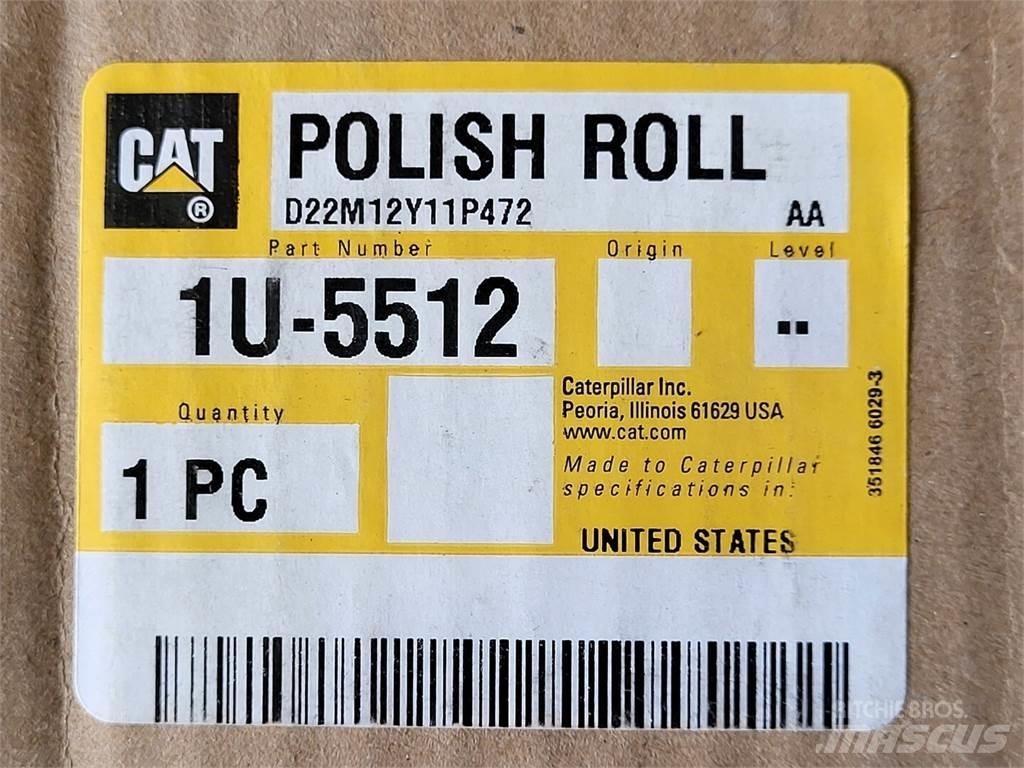 CAT
®
POLISH ROLL
D22M12Y11P472 AA
Part Number Origin Level
1U-5512 --
Quantity
1 PC
Caterpillar Inc.
Peoria, Illinois 61629 USA
www.cat.com
Made to Caterpillar
specifications in:
UNITED STATES
351846 6029-3
RITCHIE BROS.
MASCUS